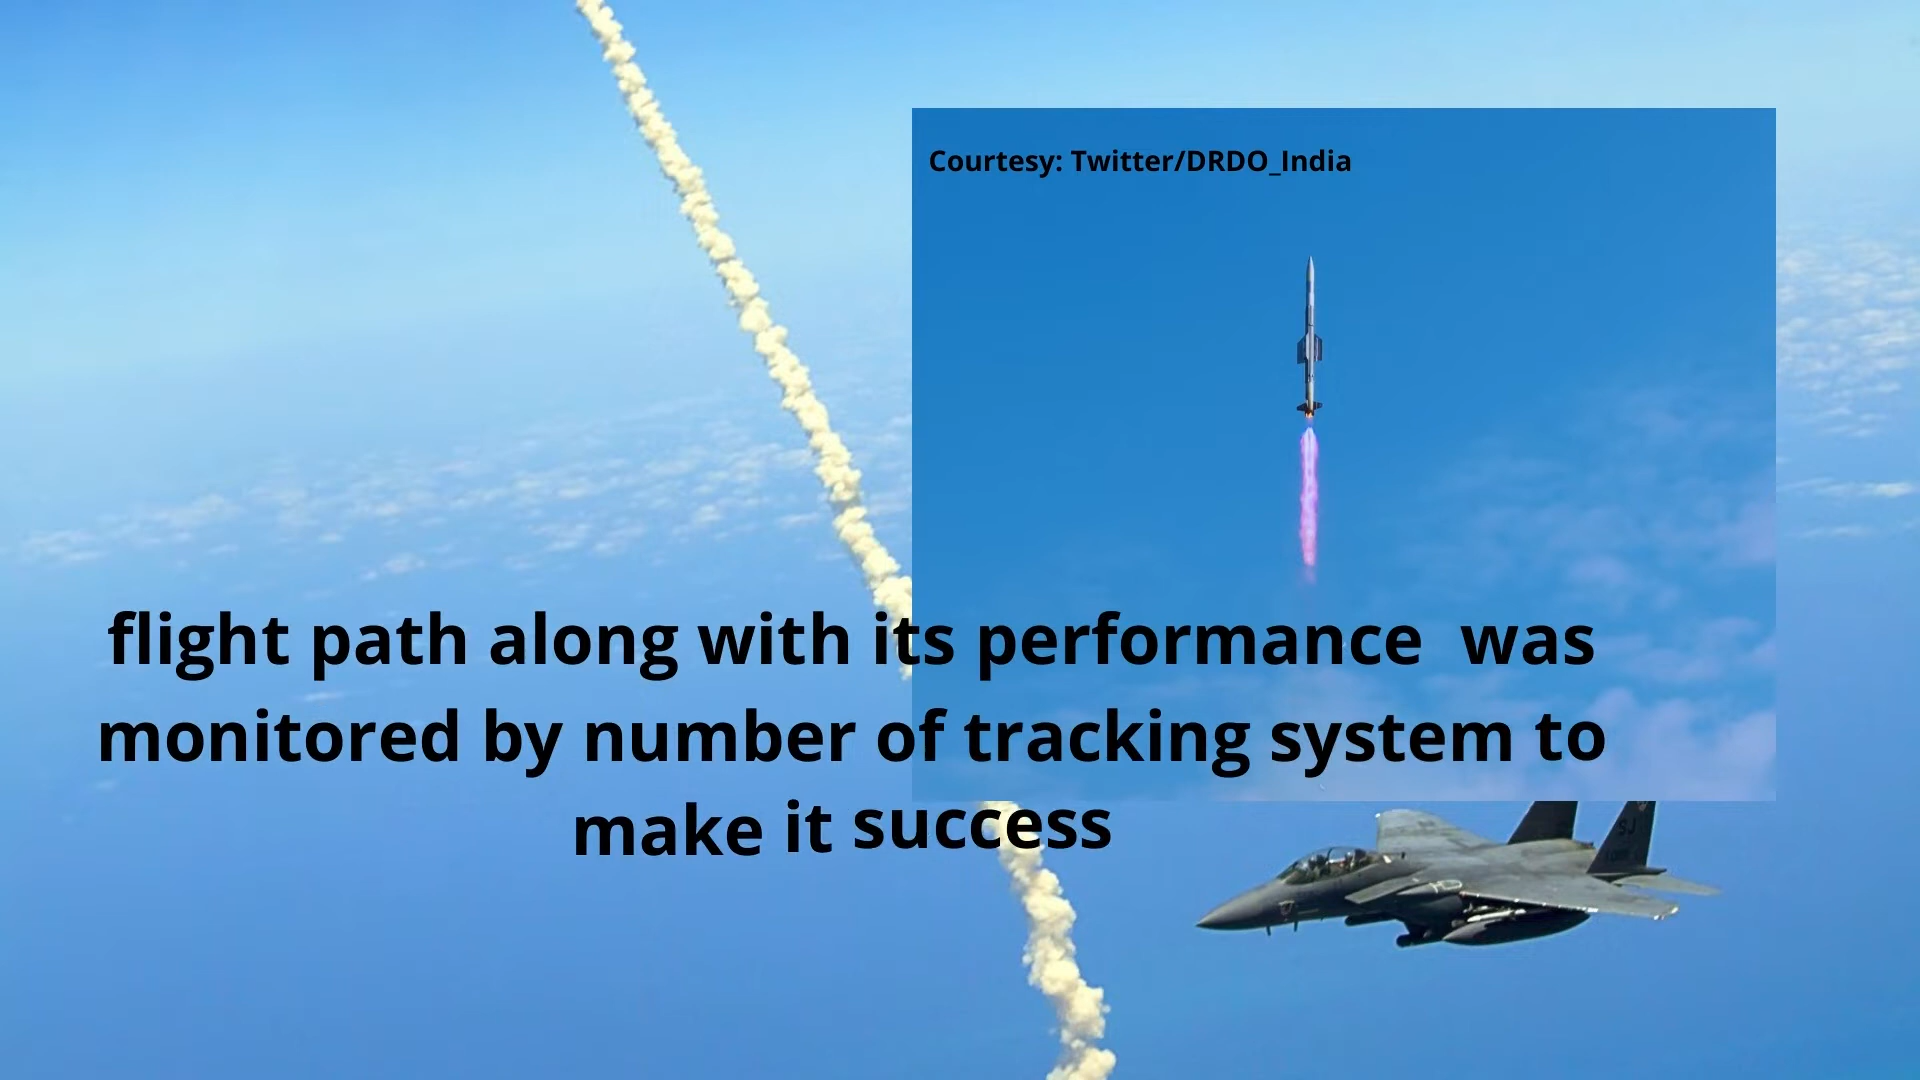 Courtesy: Twitter/DRDO_India
flight path along with its performance  was
monitored by number of tracking system to
make it success
SJ